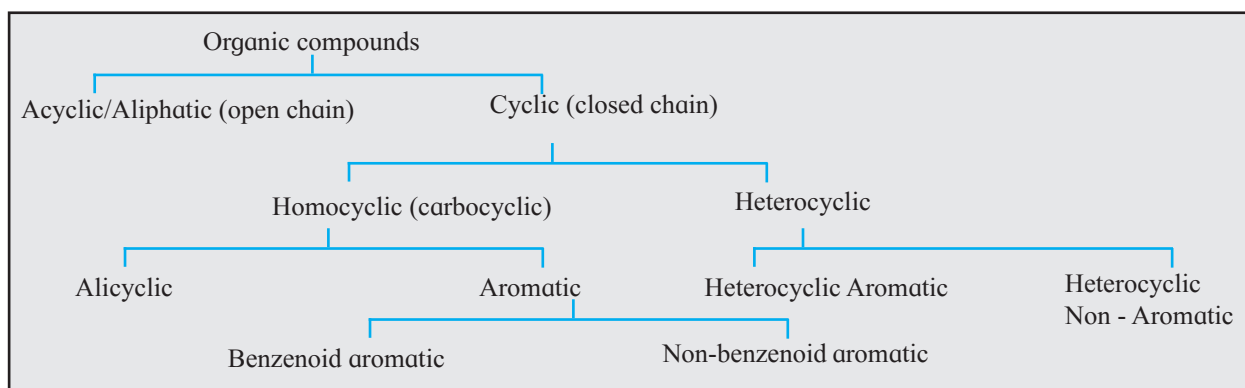 Organic compounds
Acyclic/Aliphatic (open chain)
Cyclic (closed chain)
Homocyclic (carbocyclic)
Heterocyclic
Alicyclic
Aromatic
Heterocyclic Aromatic
Heterocyclic
Non - Aromatic
Benzenoid aromatic
Non-benzenoid aromatic